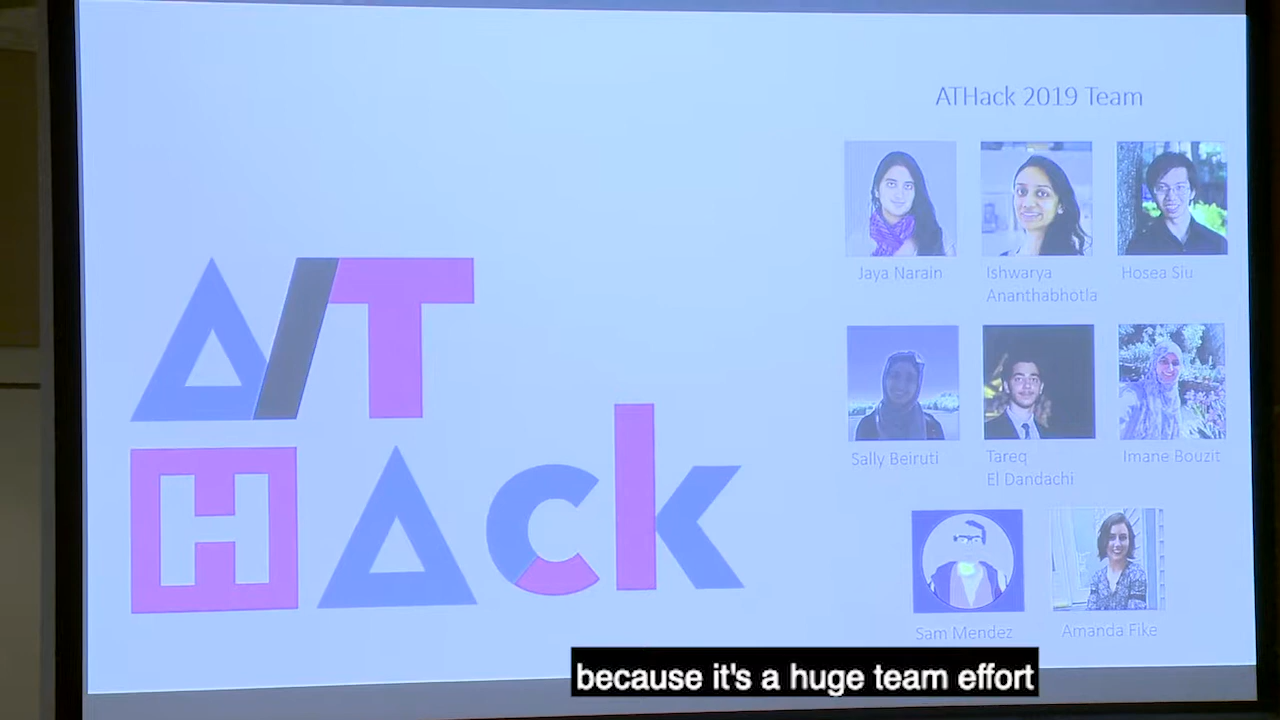 ATHack 2019 Team
Jaya Narain
Ishwarya
Ananthabhotla
Hosea Siu
A/T
Sally Beiruti
Tareq
El Dandachi
Imane Bouzit
HACK
Sam Mendez
Amanda Fike
because it's a huge team effort